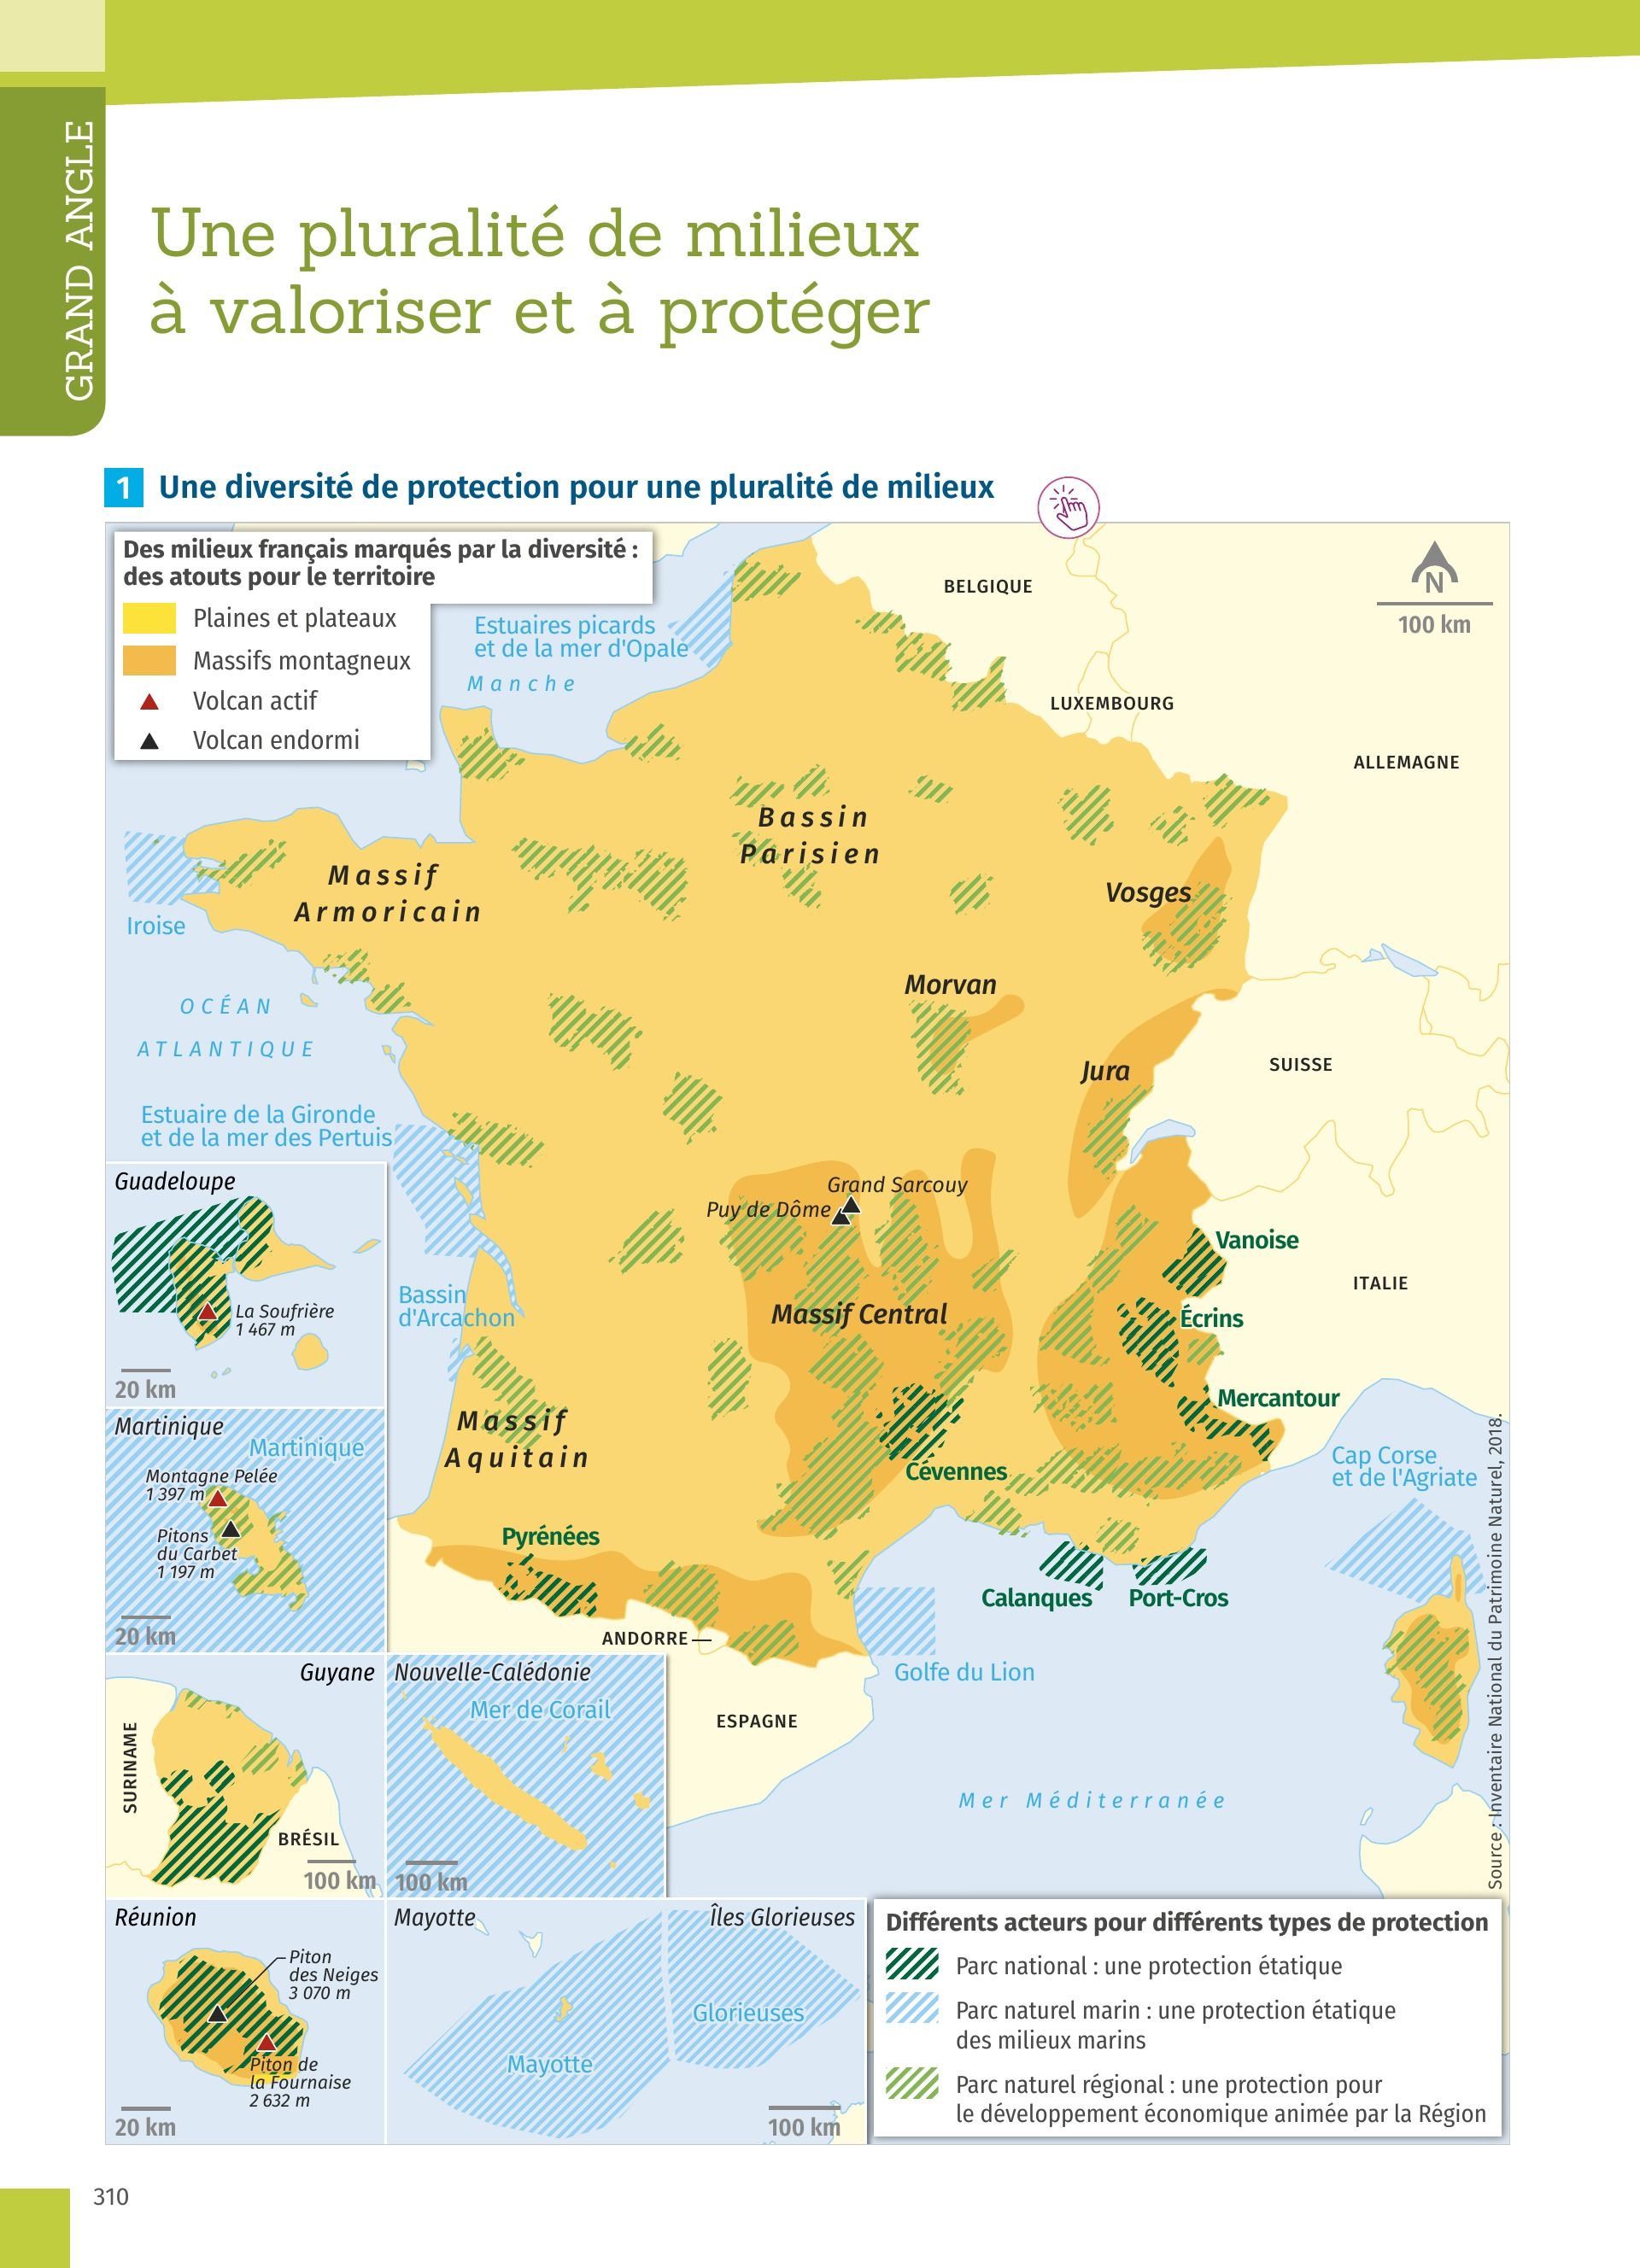 GRAND ANGLE
Une pluralité de milieux
à valoriser et à protéger
1 Une diversité de protection pour une pluralité de milieux
Des milieux français marqués par la diversité :
des atouts pour le territoire
Plaines et plateaux
Massifs montagneux
Volcan actif
Volcan endormi
N
100 km
BELGIQUE
LUXEMBOURG
ALLEMAGNE
SUISSE
ITALIE
ANDORRE
ESPAGNE
Estuaires picards
et de la mer d'Opale
Manche
Iroise
OCÉAN
ATLANTIQUE
Estuaire de la Gironde
et de la mer des Pertuis
Bassin
d'Arcachon
Massif
Armoricain
Bassin
Parisien
Vosges
Morvan
Jura
Grand Sarcouy
Puy de Dôme
Massif Central
Massif
Aquitain
Vanoise
Écrins
Mercantour
Cévennes
Pyrénées
Calanques
Port-Cros
Golfe du Lion
Cap Corse
et de l'Agriate
Mer Méditerranée
Guadeloupe
La Soufrière
1 467 m
20 km
Martinique
Martinique
Montagne Pelée
1 397 m
Pitons
du Carbet
1 197 m
20 km
Guyane
SURINAME
BRÉSIL
100 km
Nouvelle-Calédonie
Mer de Corail
100 km
Réunion
Piton
des Neiges
3 070 m
Piton de
la Fournaise
2 632 m
20 km
Mayotte
Mayotte
Îles Glorieuses
Glorieuses
100 km
Différents acteurs pour différents types de protection
Parc national : une protection étatique
Parc naturel marin : une protection étatique
des milieux marins
Parc naturel régional : une protection pour
le développement économique animée par la Région
Source : Inventaire National du Patrimoine Naturel, 2018.
310